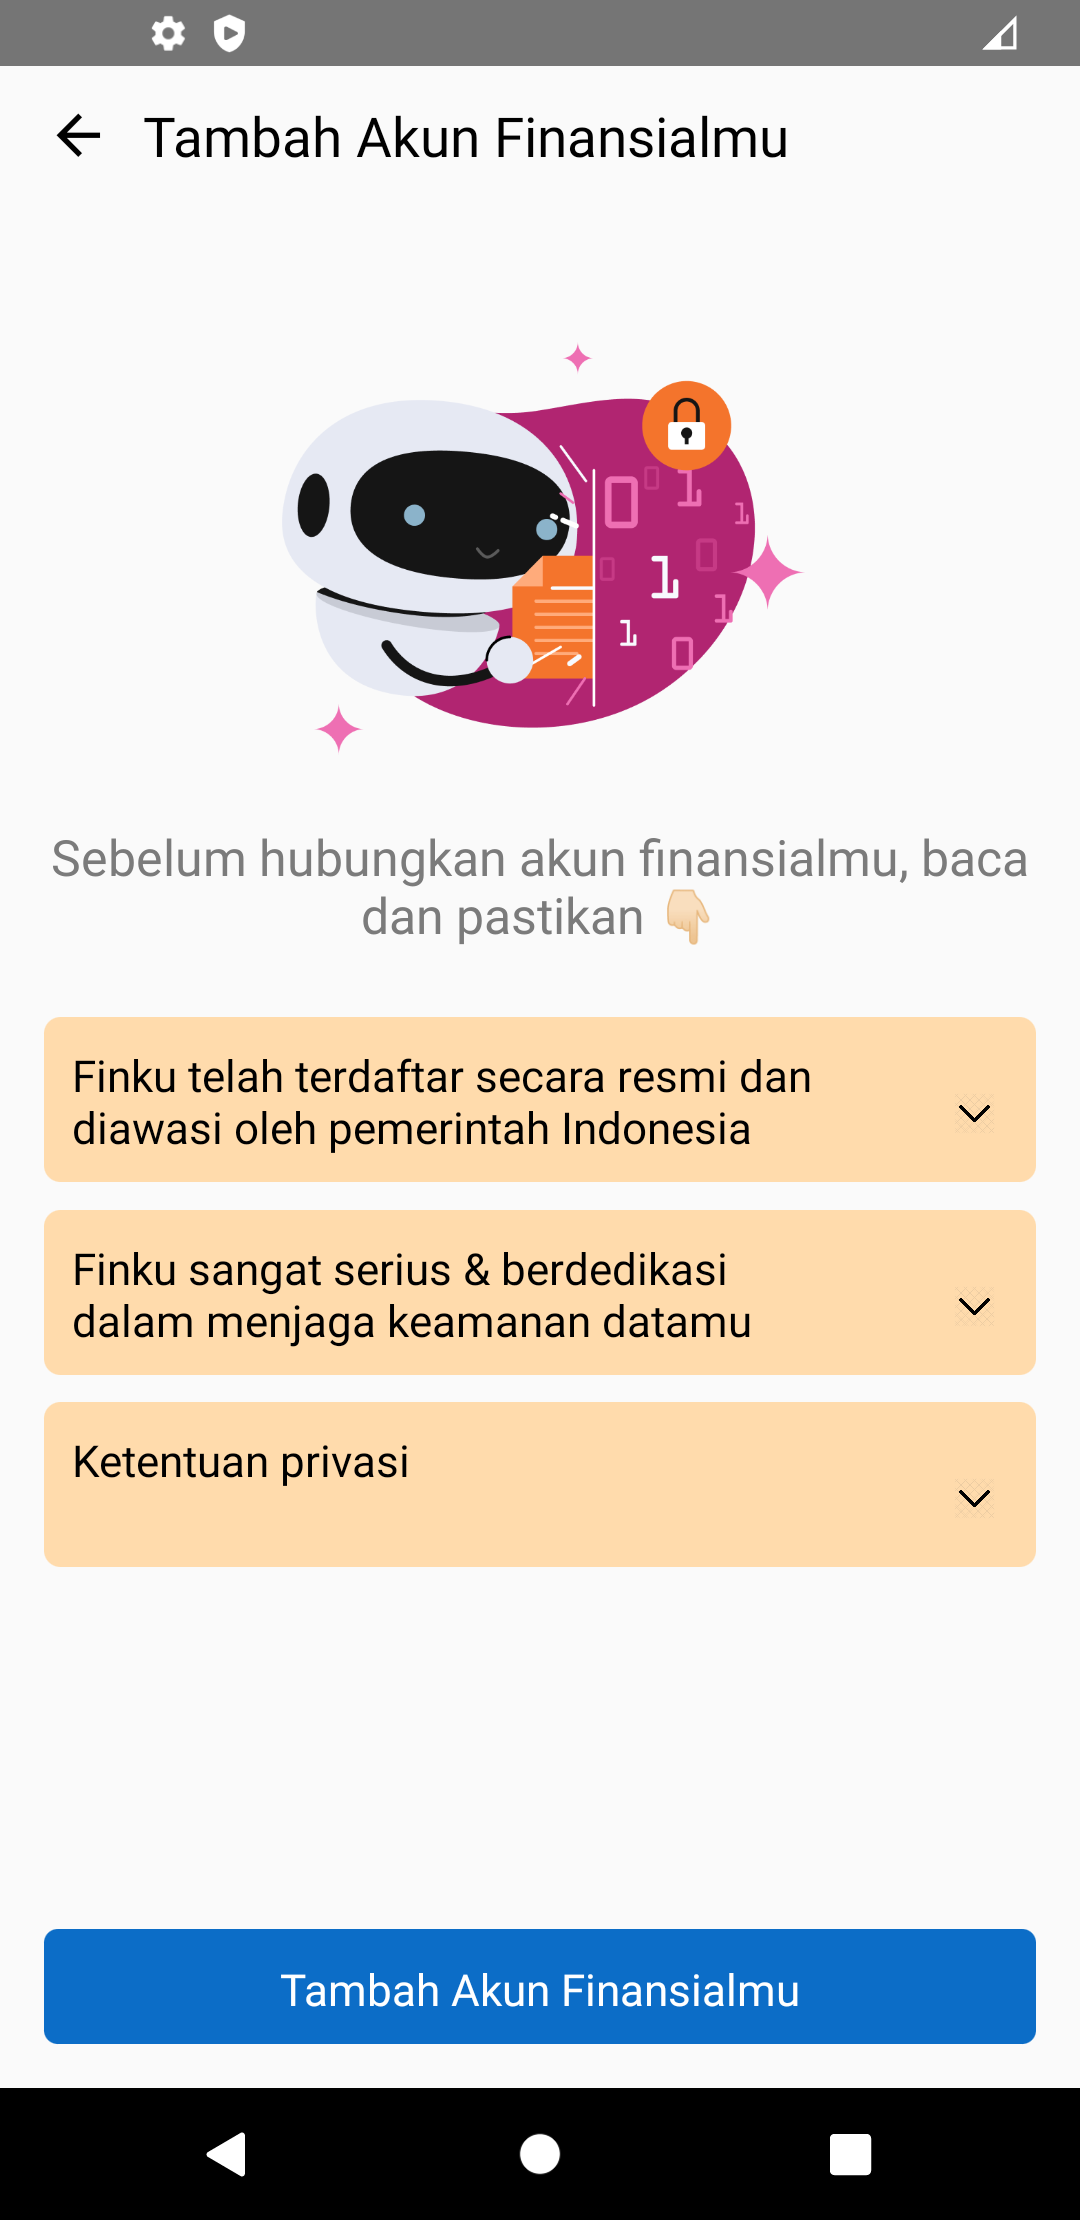 Tambah Akun Finansialmu
Sebelum hubungkan akun finansialmu, baca
dan pastikan 👇🏻
Finku telah terdaftar secara resmi dan
diawasi oleh pemerintah Indonesia
Finku sangat serius & berdedikasi
dalam menjaga keamanan datamu
Ketentuan privasi
Tambah Akun Finansialmu